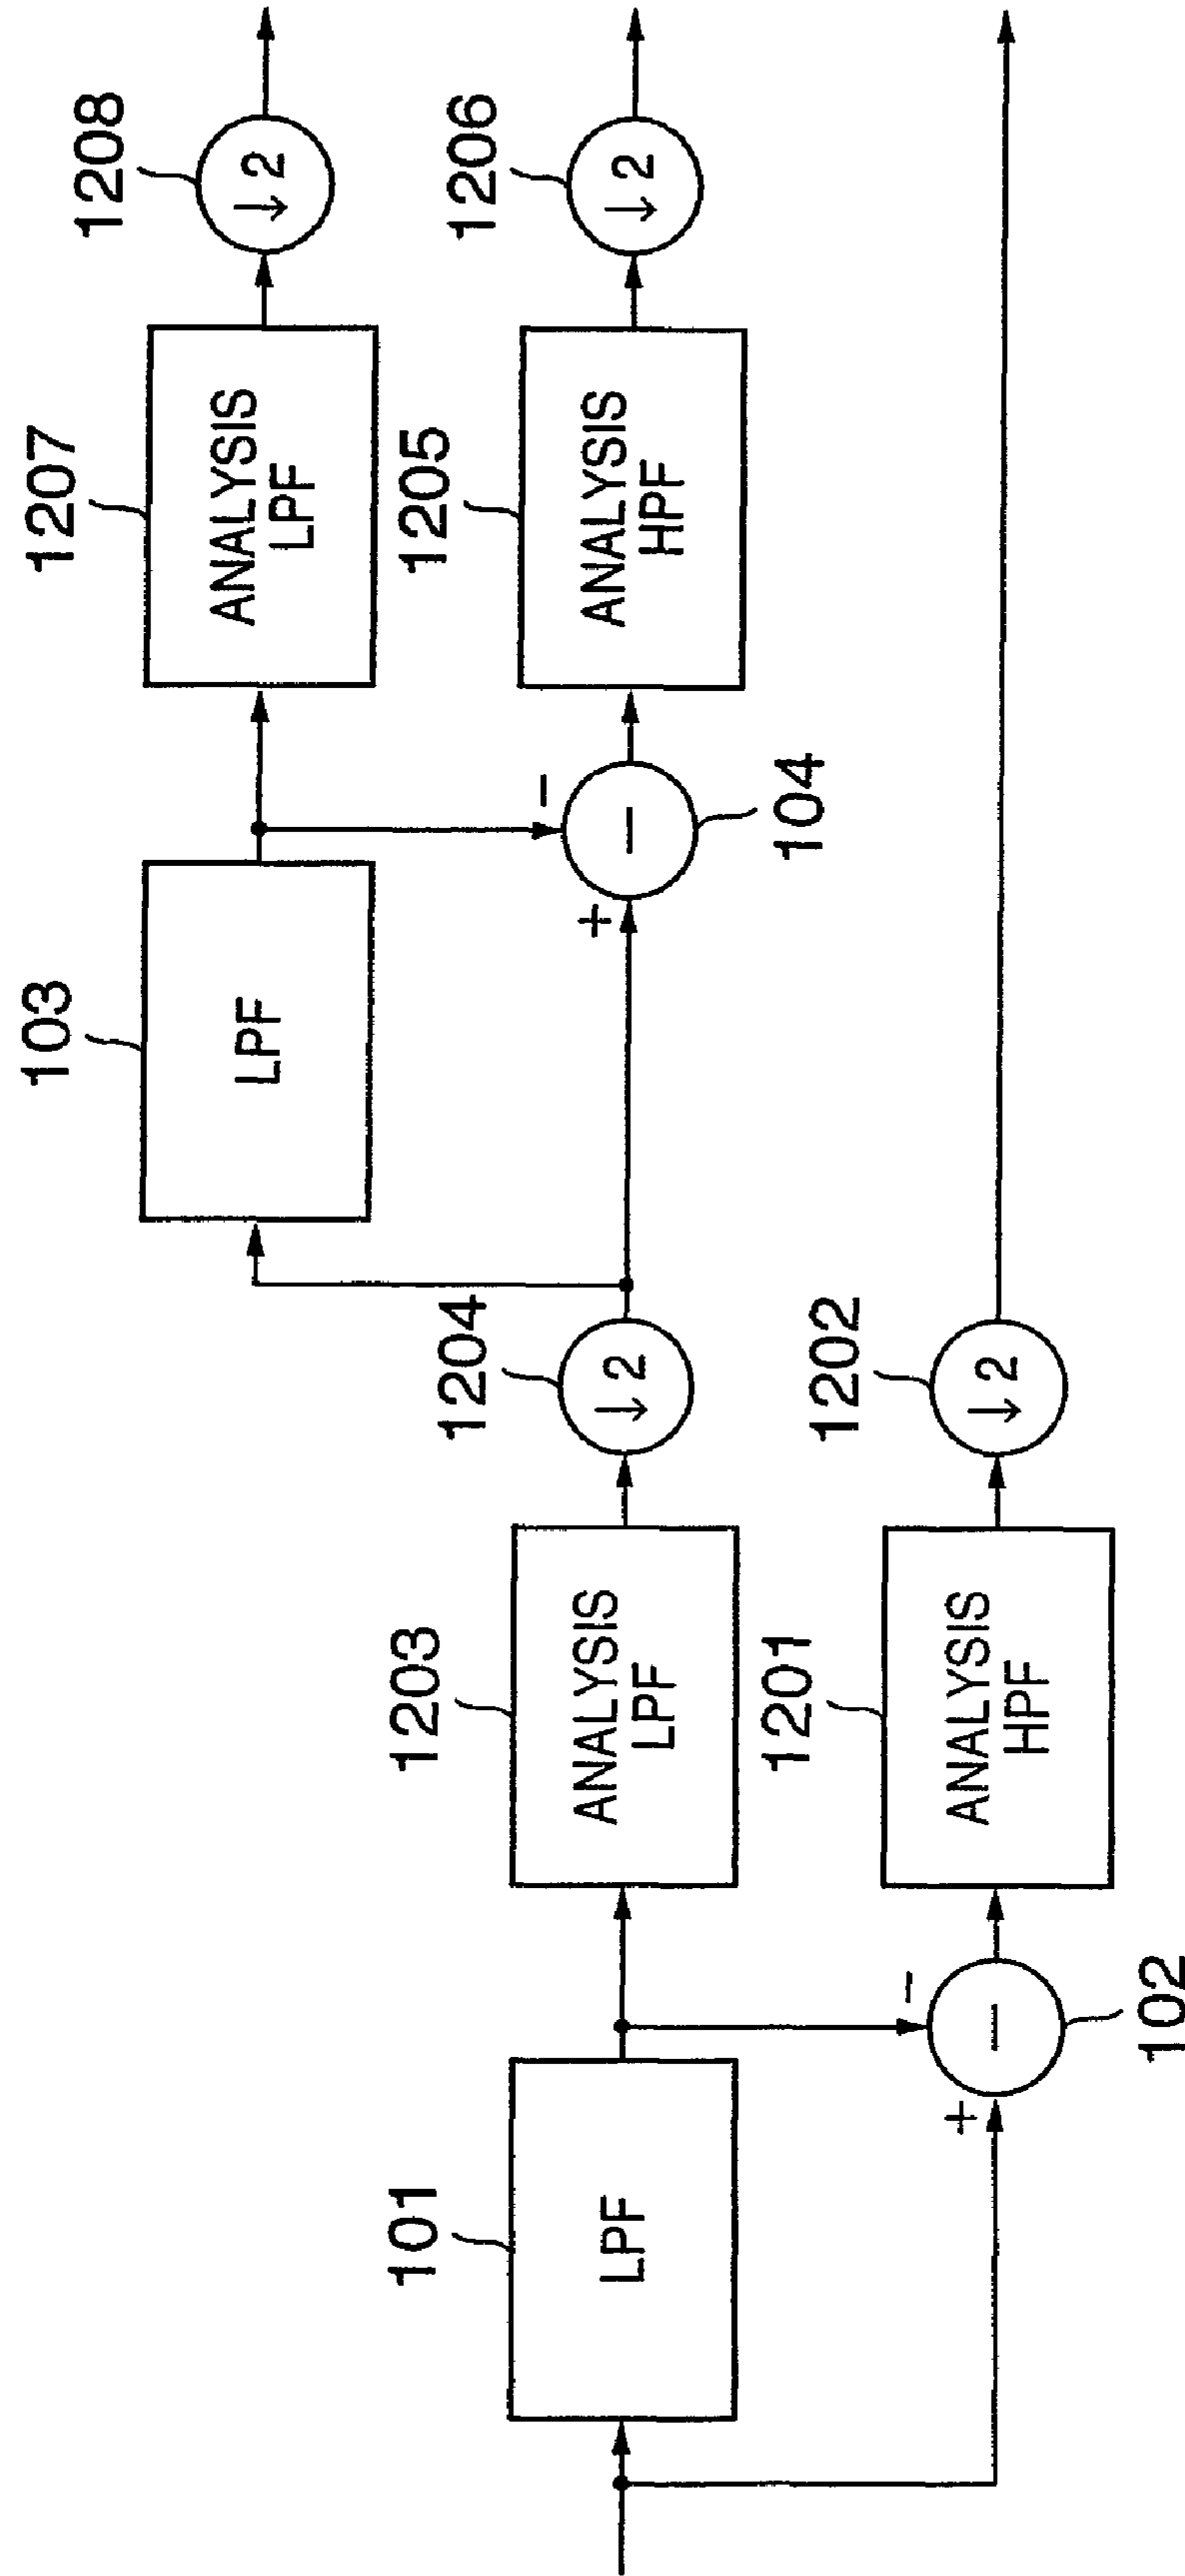 101
LPF
+
-
−
102
1203
ANALYSIS
LPF
1201
ANALYSIS
HPF
1204
↓2
1202
↓2
103
LPF
+
-
−
104
1207
ANALYSIS
LPF
1205
ANALYSIS
HPF
1208
↓2
1206
↓2